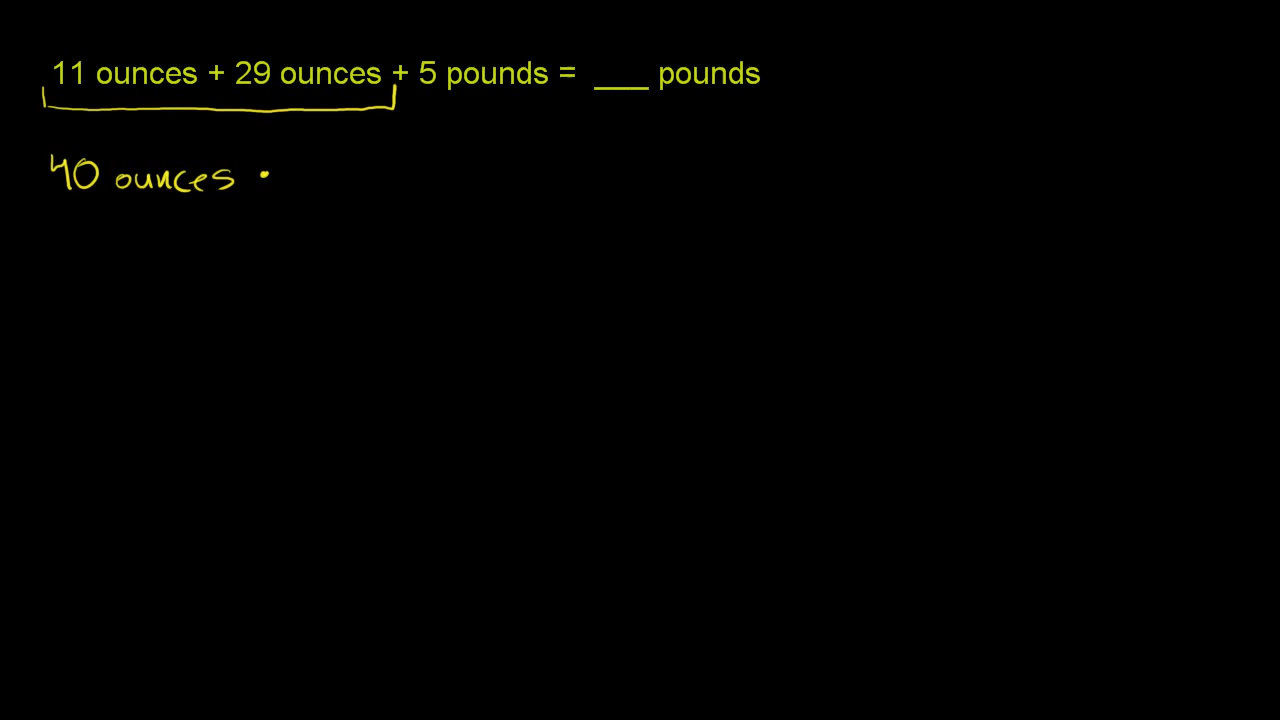 11 ounces + 29 ounces + 5 pounds = ___ pounds
40 ounces ·